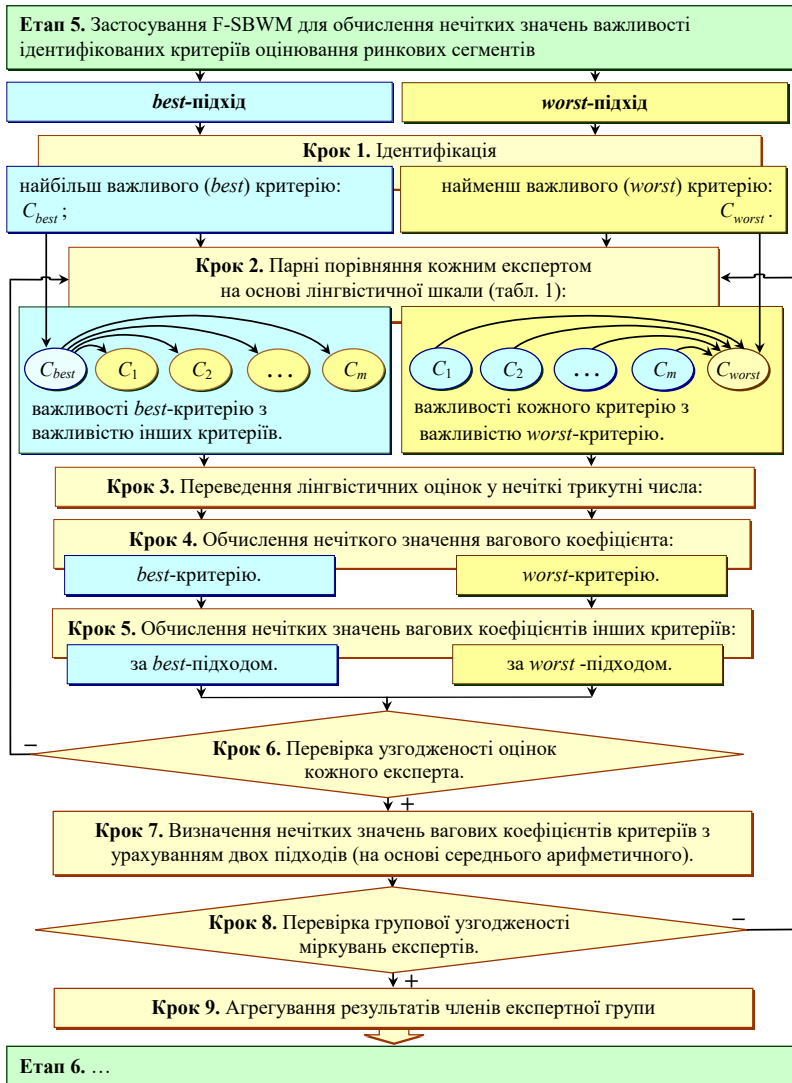 Етап 5. Застосування F-SBWM для обчислення нечітких значень важливості
ідентифікованих критеріїв оцінювання ринкових сегментів
best-підхід
worst-підхід
Крок 1. Ідентифікація
найбільш важливого (best) критерію:
C_best ;
найменш важливого (worst) критерію:
C_worst .
Крок 2. Парні порівняння кожним експертом
на основі лінгвістичної шкали (табл. 1):
C_best C_1 C_2 ... C_m
важливості best-критерію з
важливістю інших критеріїв.
C_1 C_2 ... C_m C_worst
важливості кожного критерію з
важливістю worst-критерію.
Крок 3. Переведення лінгвістичних оцінок у нечіткі трикутні числа:
Крок 4. Обчислення нечіткого значення вагового коефіцієнта:
best-критерію.
worst-критерію.
Крок 5. Обчислення нечітких значень вагових коефіцієнтів інших критеріїв:
за best-підходом.
за worst -підходом.
–
Крок 6. Перевірка узгодженості оцінок
кожного експерта.
+
Крок 7. Визначення нечітких значень вагових коефіцієнтів критеріїв з
урахуванням двох підходів (на основі середнього арифметичного).
–
Крок 8. Перевірка групової узгодженості
міркувань експертів.
+
Крок 9. Агрегування результатів членів експертної групи
Етап 6. …